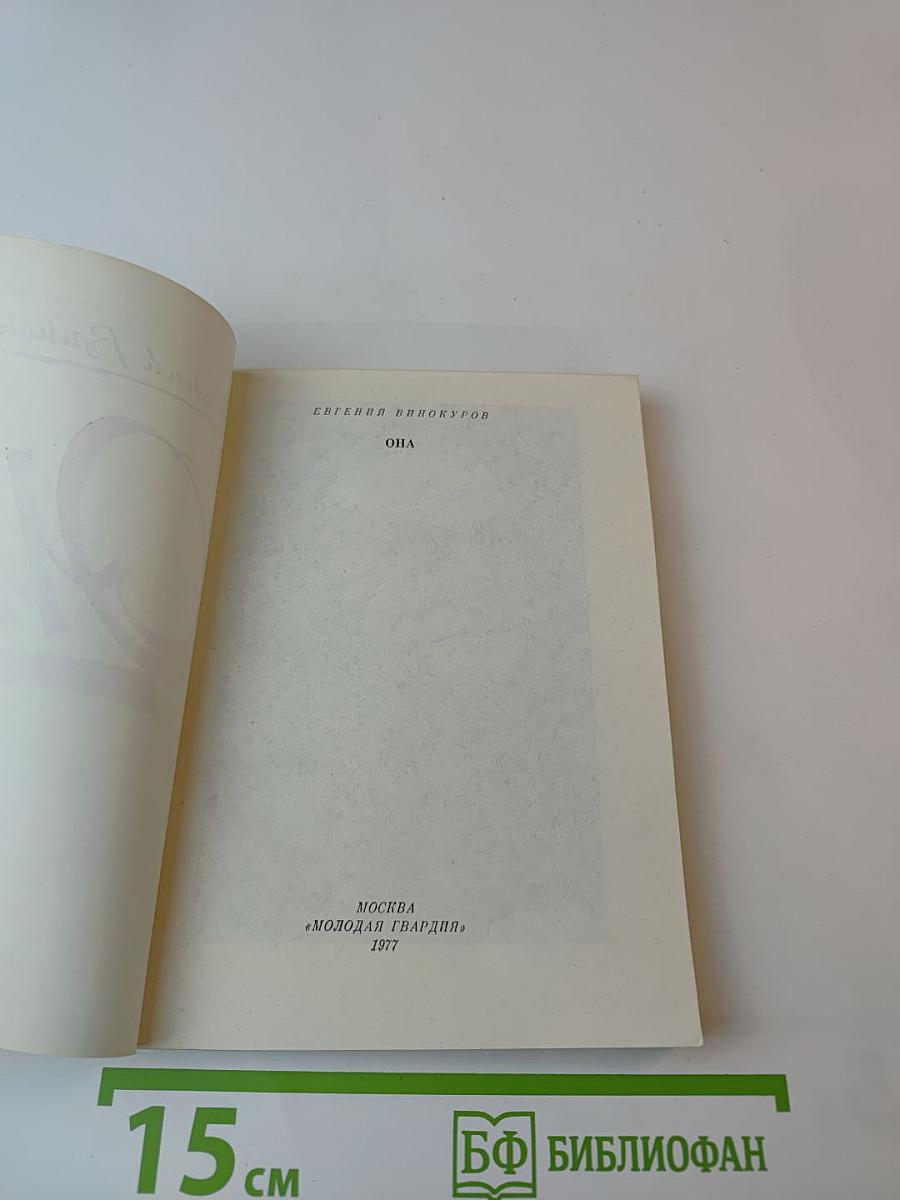 ЕВГЕНИЙ ВИНОКУРОВ
ОНА
МОСКВА
«МОЛОДАЯ ГВАРДИЯ»
1977
15 см
БФ БИБЛИОФАН